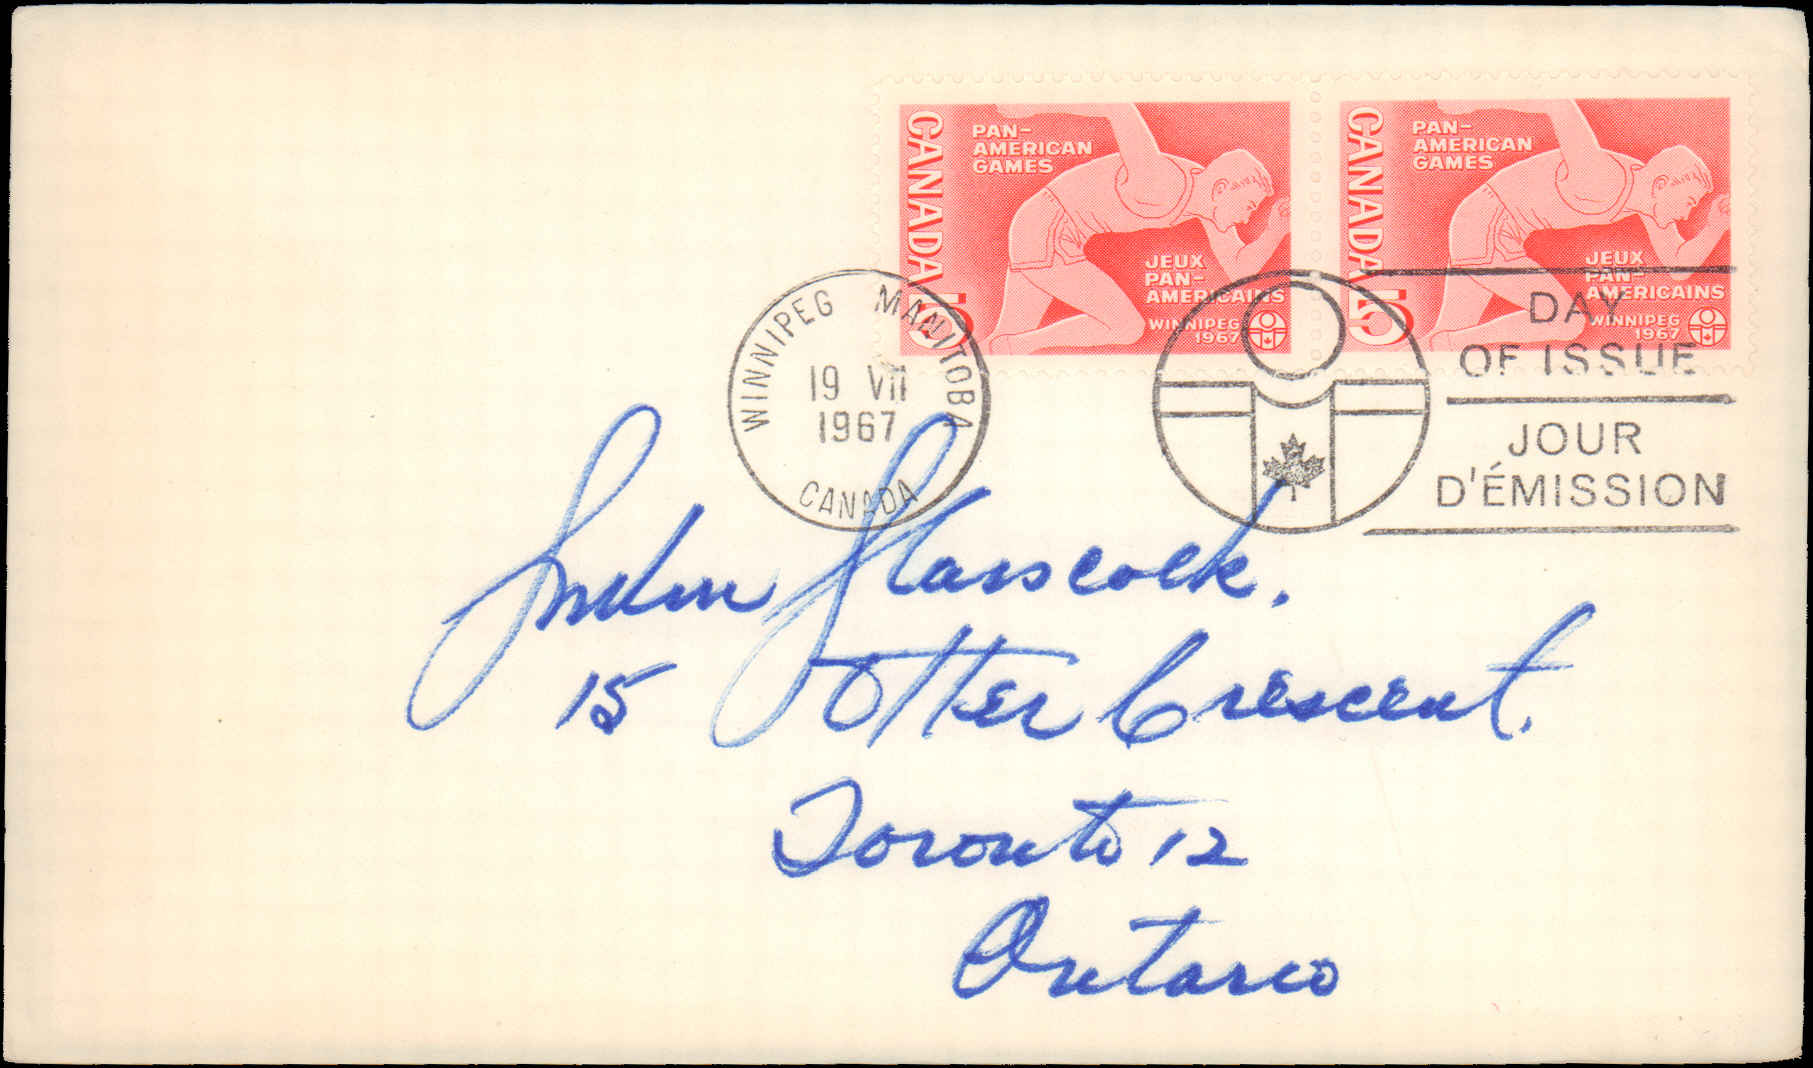 CANADA 5
PAN-
AMERICAN
GAMES
JEUX
PAN-
AMERICAINS
WINNIPEG
1967
CANADA 5
PAN-
AMERICAN
GAMES
JEUX
PAN-
AMERICAINS
WINNIPEG
1967
WINNIPEG MANITOBA
19 VII
1967
CANADA
DAY
OF ISSUE
JOUR
D'ÉMISSION
Glasscock.
15 Otter Crescent.
Toronto 12
Ontario